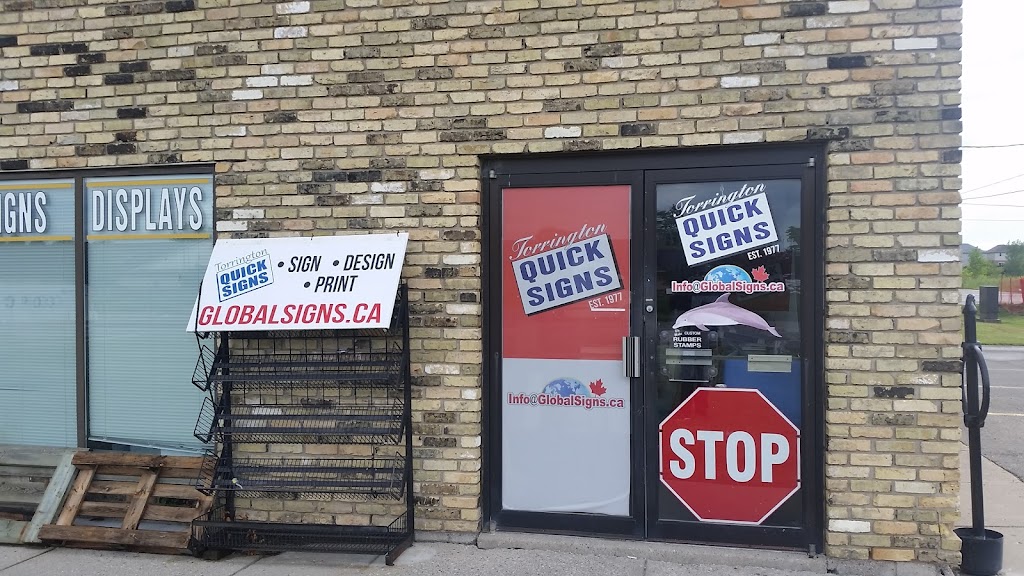 IGNS
DISPLAYS
Torrington
QUICK
SIGNS
• SIGN • DESIGN
• PRINT
GLOBALSIGNS.CA
Torrington
QUICK
SIGNS
EST. 1977
Info@GlobalSigns.ca
Torrington
QUICK
SIGNS
EST. 1977
Info@GlobalSigns.ca
CUSTOM
RUBBER
STAMPS
STOP